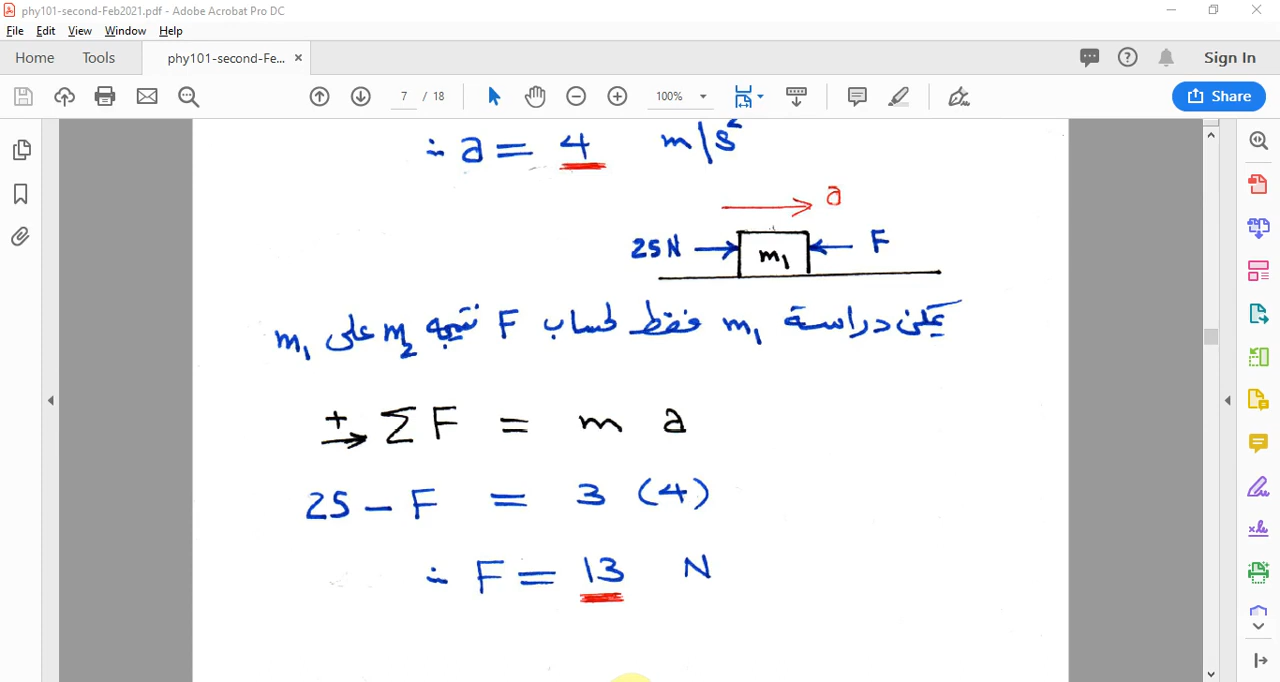 phy101-second-Feb2021.pdf - Adobe Acrobat Pro DC
File Edit View Window Help
Home Tools phy101-second-Fe... × Sign In
7 / 18 100% Share
∴ a = 4 m/s²
a
25N m₁ F
يمكن دراسة m₁ فقط لحساب F نتيجه m₂ على m₁
+→ ΣF = m a
25 - F = 3 (4)
∴ F = 13 N